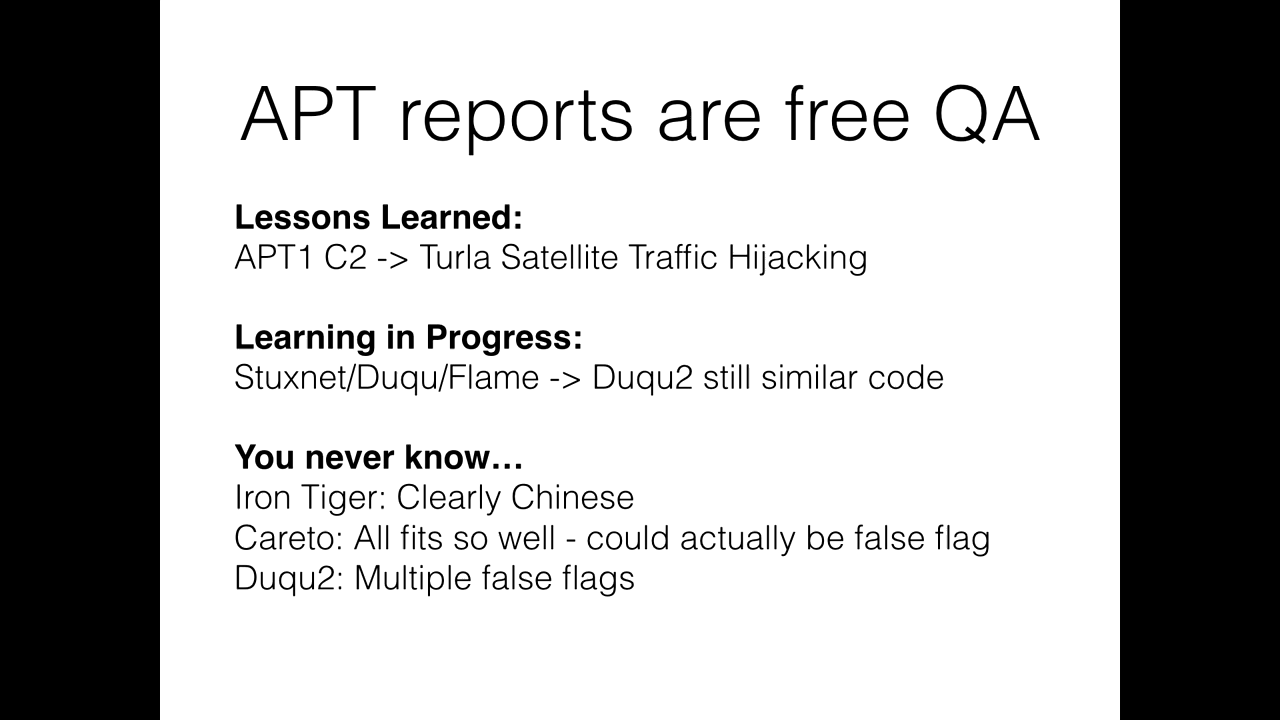 APT reports are free QA
Lessons Learned:
APT1 C2 -> Turla Satellite Traffic Hijacking
Learning in Progress:
Stuxnet/Duqu/Flame -> Duqu2 still similar code
You never know…
Iron Tiger: Clearly Chinese
Careto: All fits so well - could actually be false flag
Duqu2: Multiple false flags